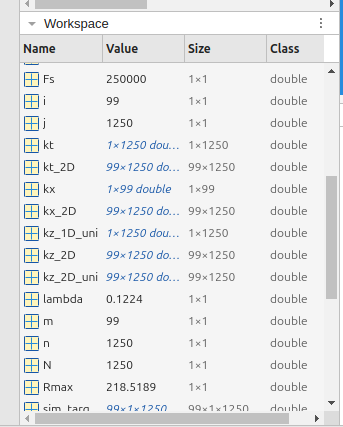 Workspace
Name Value Size Class
Fs 250000 1×1 double
i 99 1×1 double
j 1250 1×1 double
kt 1×1250 dou... 1×1250 double
kt_2D 99×1250 do... 99×1250 double
kx 1×99 double 1×99 double
kx_2D 99×1250 do... 99×1250 double
kz_1D_uni 1×1250 dou... 1×1250 double
kz_2D 99×1250 do... 99×1250 double
kz_2D_uni 99×1250 do... 99×1250 double
lambda 0.1224 1×1 double
m 99 1×1 double
n 1250 1×1 double
N 1250 1×1 double
Rmax 218.5189 1×1 double
sim_targ 99×1×1250 99×1×1250 double